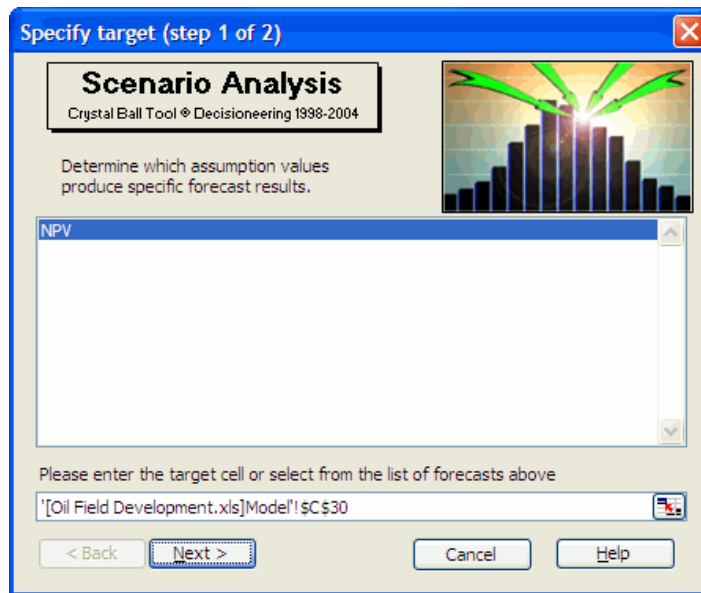 Specify target (step 1 of 2)
Scenario Analysis
Crystal Ball Tool ® Decisioneering 1998-2004
Determine which assumption values
produce specific forecast results.
NPV
Please enter the target cell or select from the list of forecasts above
'[Oil Field Development.xls]Model'!$C$30
< Back
Next >
Cancel
Help